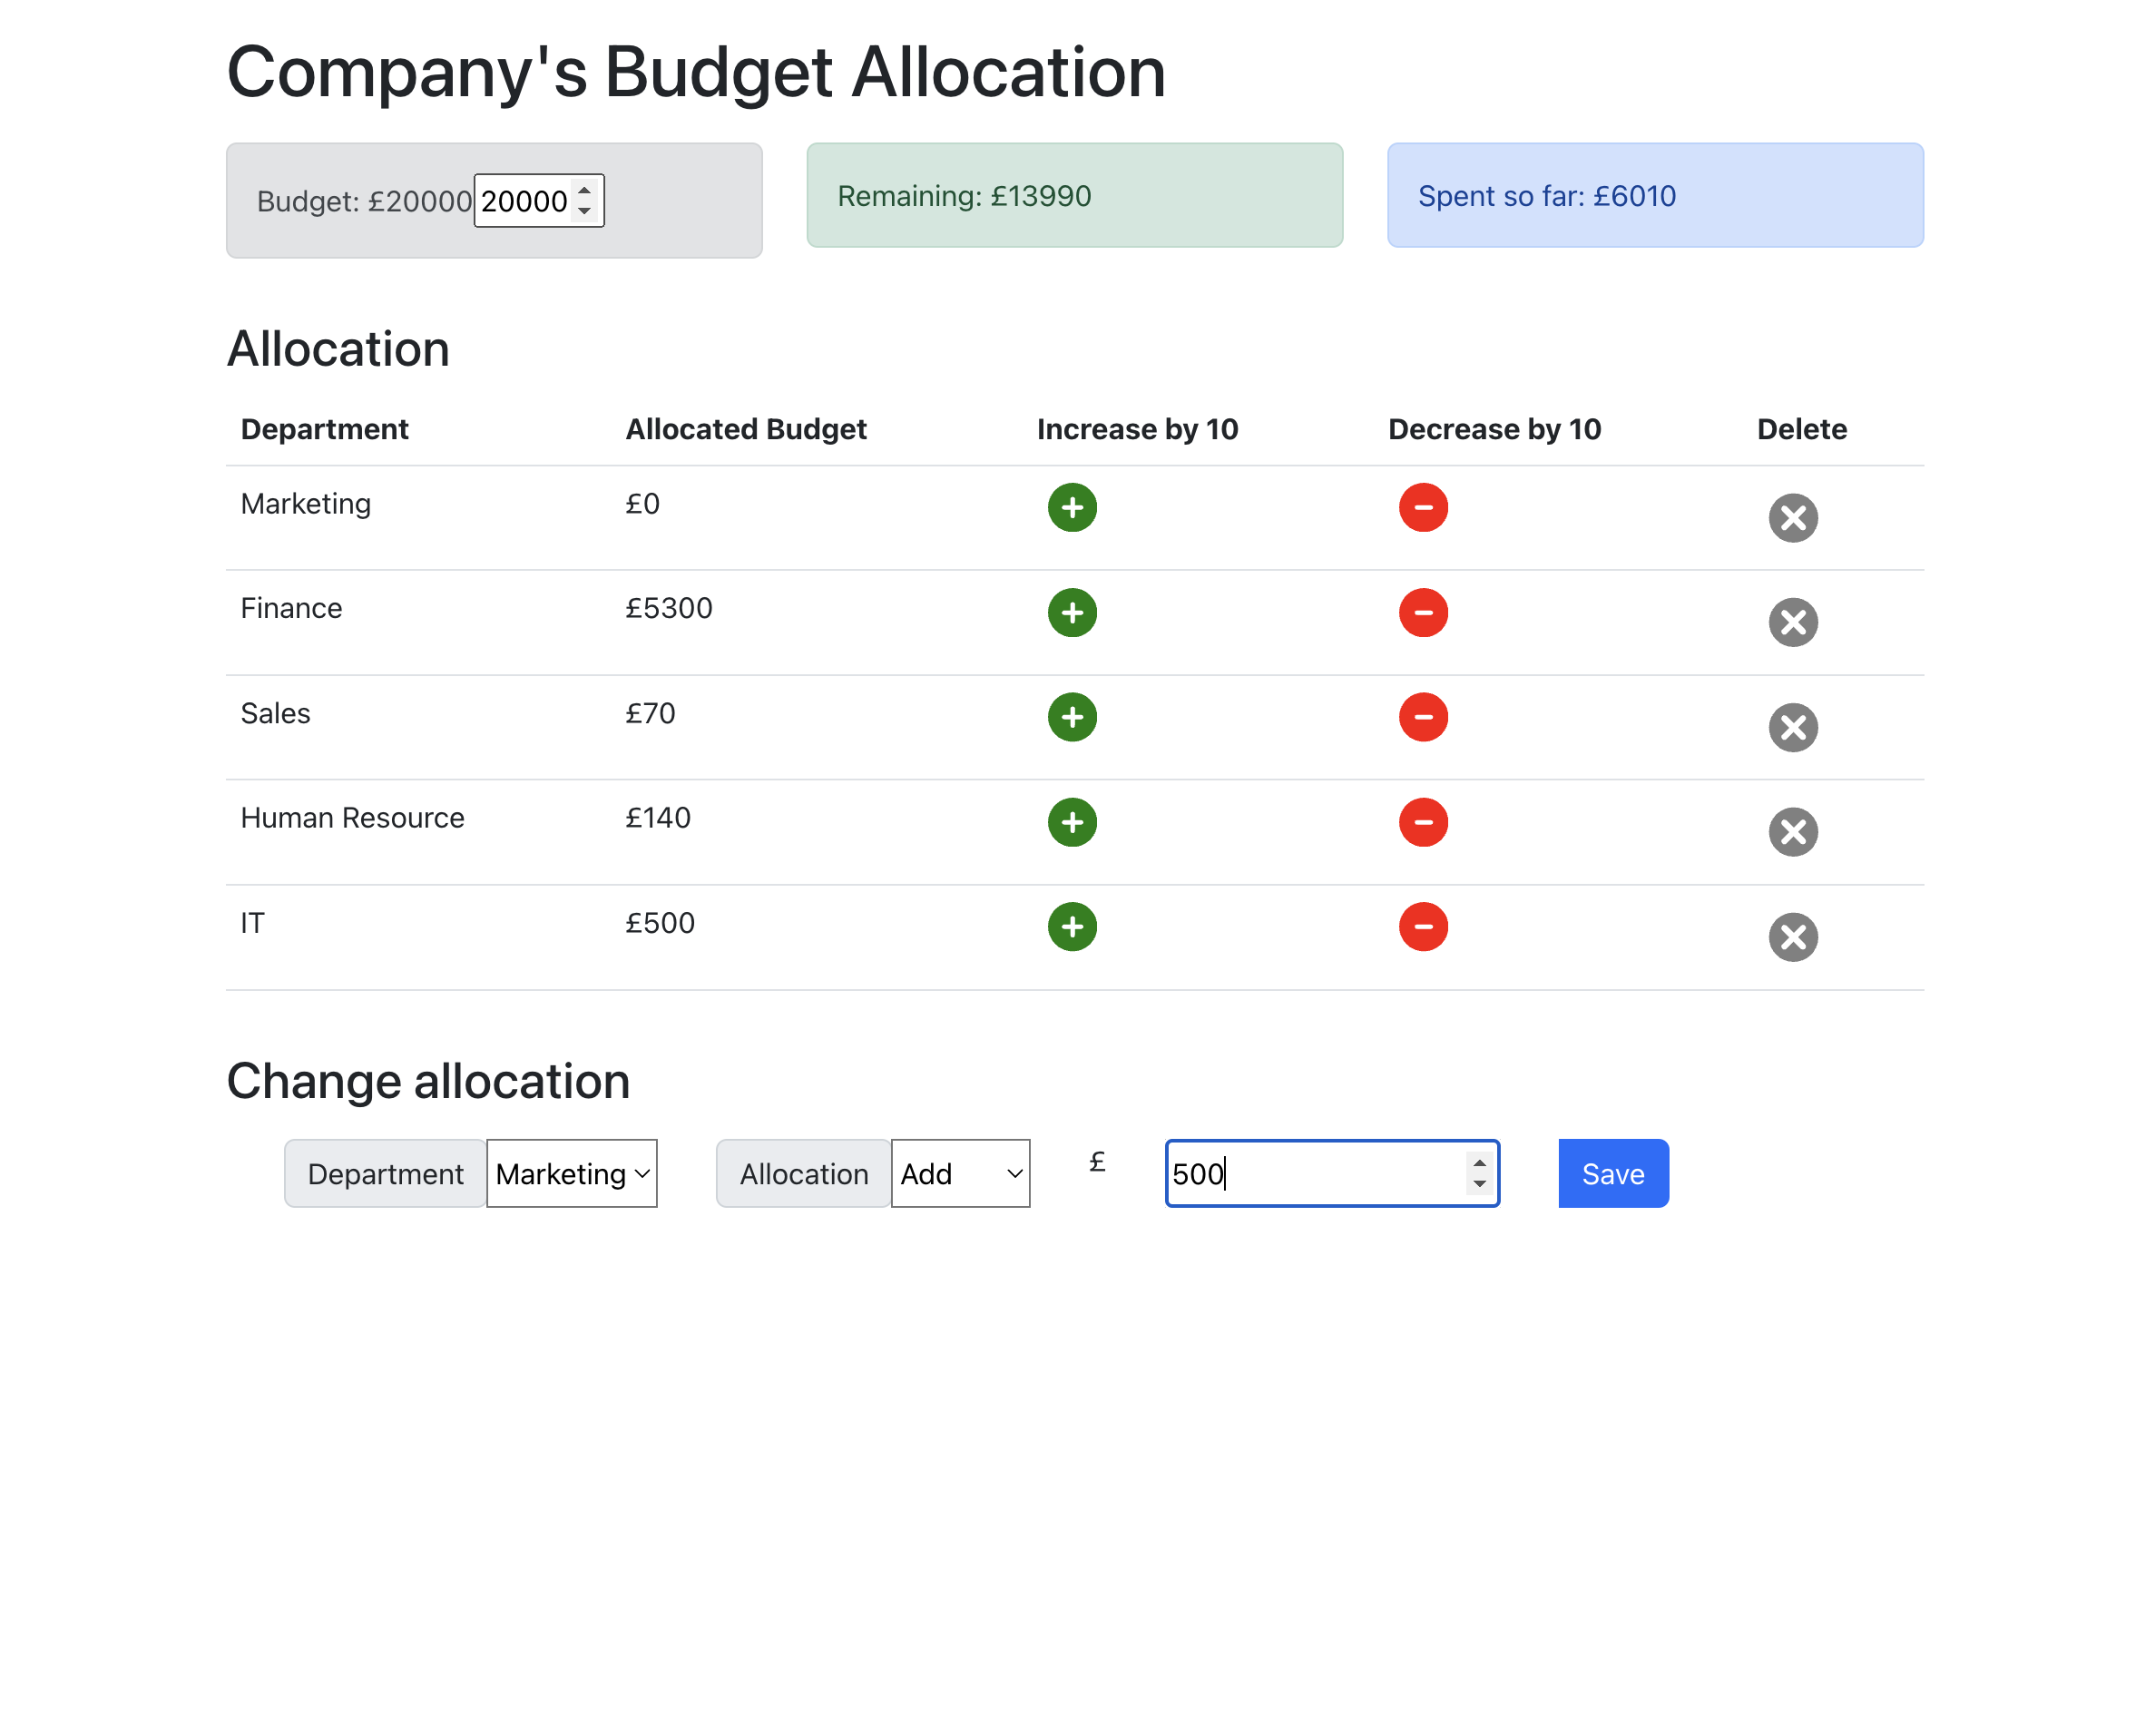 Company's Budget Allocation
Budget: £20000 20000
Remaining: £13990
Spent so far: £6010
Allocation
Department Allocated Budget Increase by 10 Decrease by 10 Delete
Marketing £0
Finance £5300
Sales £70
Human Resource £140
IT £500
Change allocation
Department Marketing Allocation Add £ 500 Save